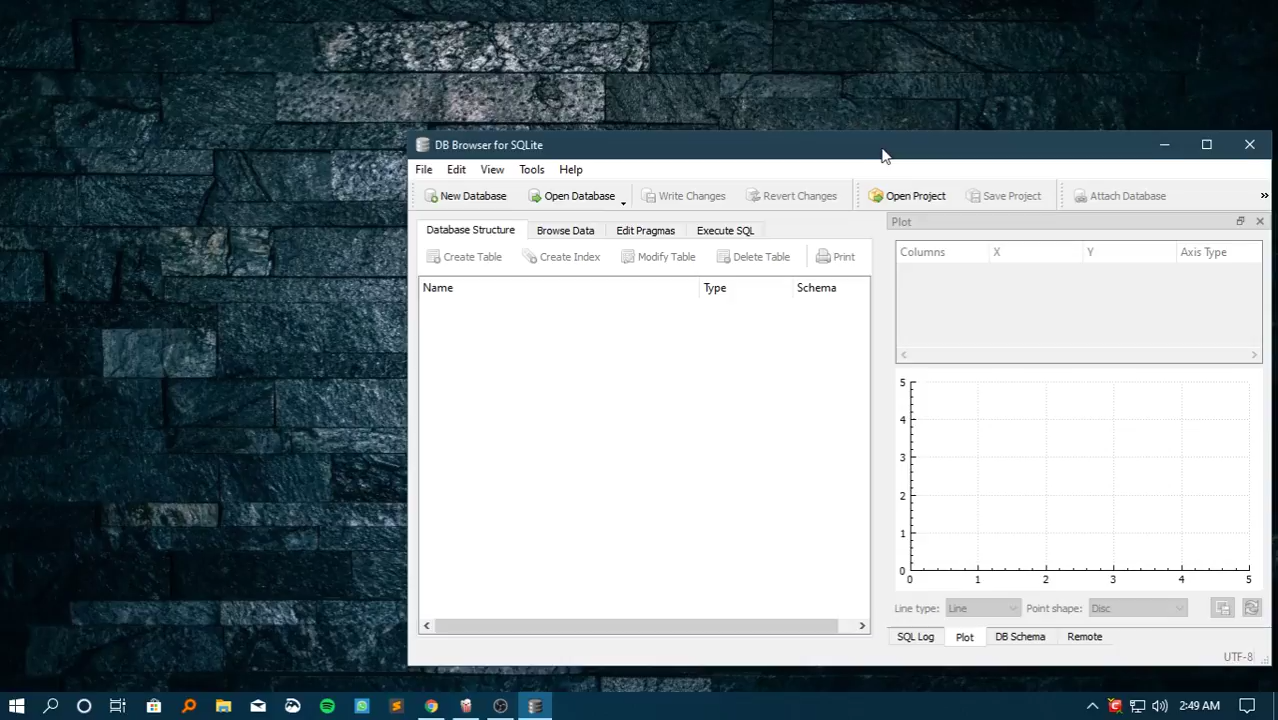 DB Browser for SQLite
File Edit View Tools Help
New Database Open Database Write Changes Revert Changes Open Project Save Project Attach Database »
Database Structure Browse Data Edit Pragmas Execute SQL
Plot
Create Table Create Index Modify Table Delete Table Print
Columns X Y Axis Type
Name Type Schema
5
4
3
2
1
0
0 1 2 3 4 5
Line type: Line Point shape: Disc
SQL Log Plot DB Schema Remote
UTF-8
2:49 AM